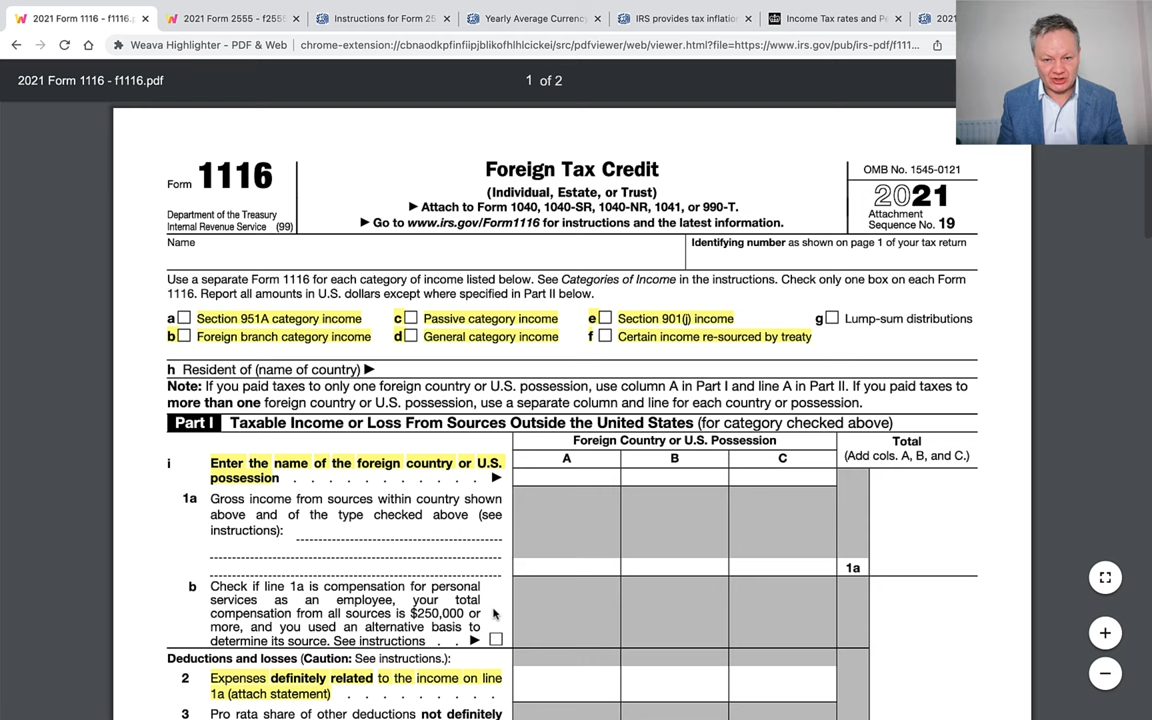 2021 Form 1116 - f1116.p
2021 Form 2555 - f2555
Instructions for Form 25
Yearly Average Currenc
IRS provides tax inflatio
Income Tax rates and Pe
2021
Weava Highlighter - PDF & Web
chrome-extension://cbnaodkpfinfiipjblikofhlhlcickei/src/pdfviewer/web/viewer.html?file=https://www.irs.gov/pub/irs-pdf/f111...
2021 Form 1116 - f1116.pdf
1 of 2
Form 1116
Department of the Treasury
Internal Revenue Service (99)
Foreign Tax Credit
(Individual, Estate, or Trust)
▶ Attach to Form 1040, 1040-SR, 1040-NR, 1041, or 990-T.
▶ Go to www.irs.gov/Form1116 for instructions and the latest information.
OMB No. 1545-0121
2021
Attachment
Sequence No. 19
Name
Identifying number as shown on page 1 of your tax return
Use a separate Form 1116 for each category of income listed below. See Categories of Income in the instructions. Check only one box on each Form
1116. Report all amounts in U.S. dollars except where specified in Part II below.
a Section 951A category income c Passive category income e Section 901(j) income g Lump-sum distributions
b Foreign branch category income d General category income f Certain income re-sourced by treaty
h Resident of (name of country) ▶
Note: If you paid taxes to only one foreign country or U.S. possession, use column A in Part I and line A in Part II. If you paid taxes to
more than one foreign country or U.S. possession, use a separate column and line for each country or possession.
Part I Taxable Income or Loss From Sources Outside the United States (for category checked above)
Foreign Country or U.S. Possession
Total
A B C (Add cols. A, B, and C.)
i Enter the name of the foreign country or U.S.
possession . . . . . . . . . . ▶
1a Gross income from sources within country shown
above and of the type checked above (see
instructions):
1a
b Check if line 1a is compensation for personal
services as an employee, your total
compensation from all sources is $250,000 or
more, and you used an alternative basis to
determine its source. See instructions . . ▶
Deductions and losses (Caution: See instructions.):
2 Expenses definitely related to the income on line
1a (attach statement) . . . . . . . .
3 Pro rata share of other deductions not definitely